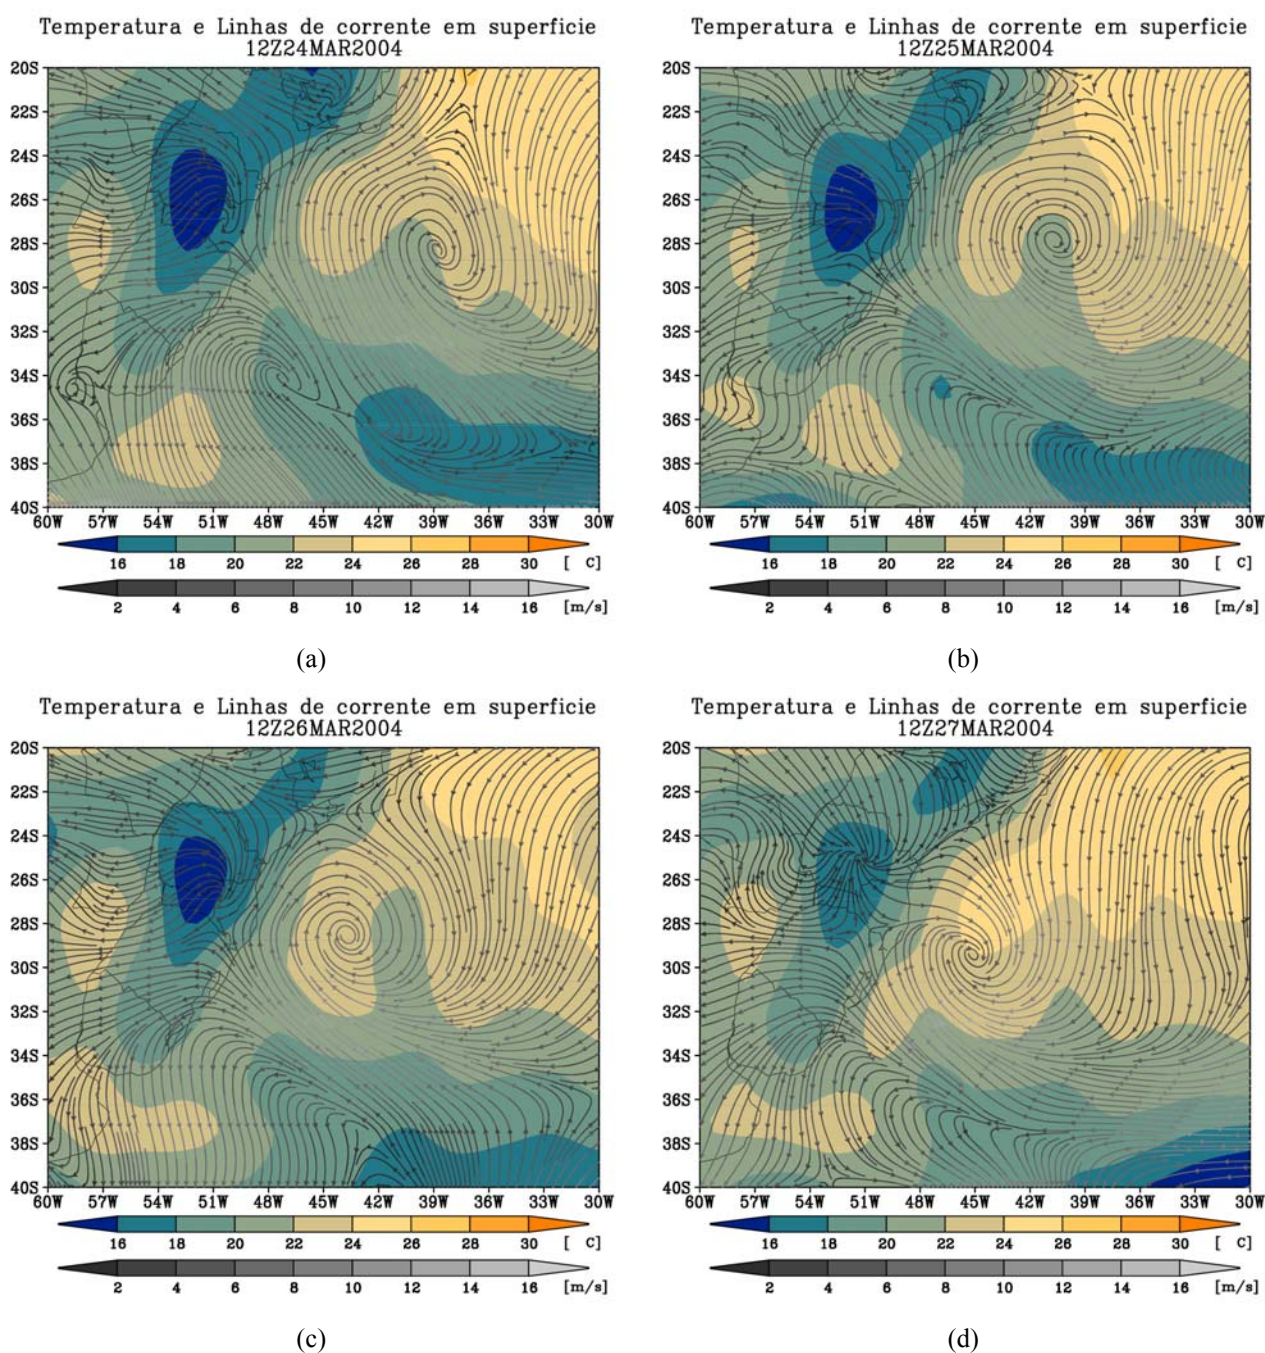 Temperatura e Linhas de corrente em superficie
12Z24MAR2004
20S
22S
24S
26S
28S
30S
32S
34S
36S
38S
40S
60W 57W 54W 51W 48W 45W 42W 39W 36W 33W 30W
16 18 20 22 24 26 28 30 [ C]
2 4 6 8 10 12 14 16 [m/s]
(a)
Temperatura e Linhas de corrente em superficie
12Z25MAR2004
20S
22S
24S
26S
28S
30S
32S
34S
36S
38S
40S
60W 57W 54W 51W 48W 45W 42W 39W 36W 33W 30W
16 18 20 22 24 26 28 30 [ C]
2 4 6 8 10 12 14 16 [m/s]
(b)
Temperatura e Linhas de corrente em superficie
12Z26MAR2004
20S
22S
24S
26S
28S
30S
32S
34S
36S
38S
40S
60W 57W 54W 51W 48W 45W 42W 39W 36W 33W 30W
16 18 20 22 24 26 28 30 [ C]
2 4 6 8 10 12 14 16 [m/s]
(c)
Temperatura e Linhas de corrente em superficie
12Z27MAR2004
20S
22S
24S
26S
28S
30S
32S
34S
36S
38S
40S
60W 57W 54W 51W 48W 45W 42W 39W 36W 33W 30W
16 18 20 22 24 26 28 30 [ C]
2 4 6 8 10 12 14 16 [m/s]
(d)